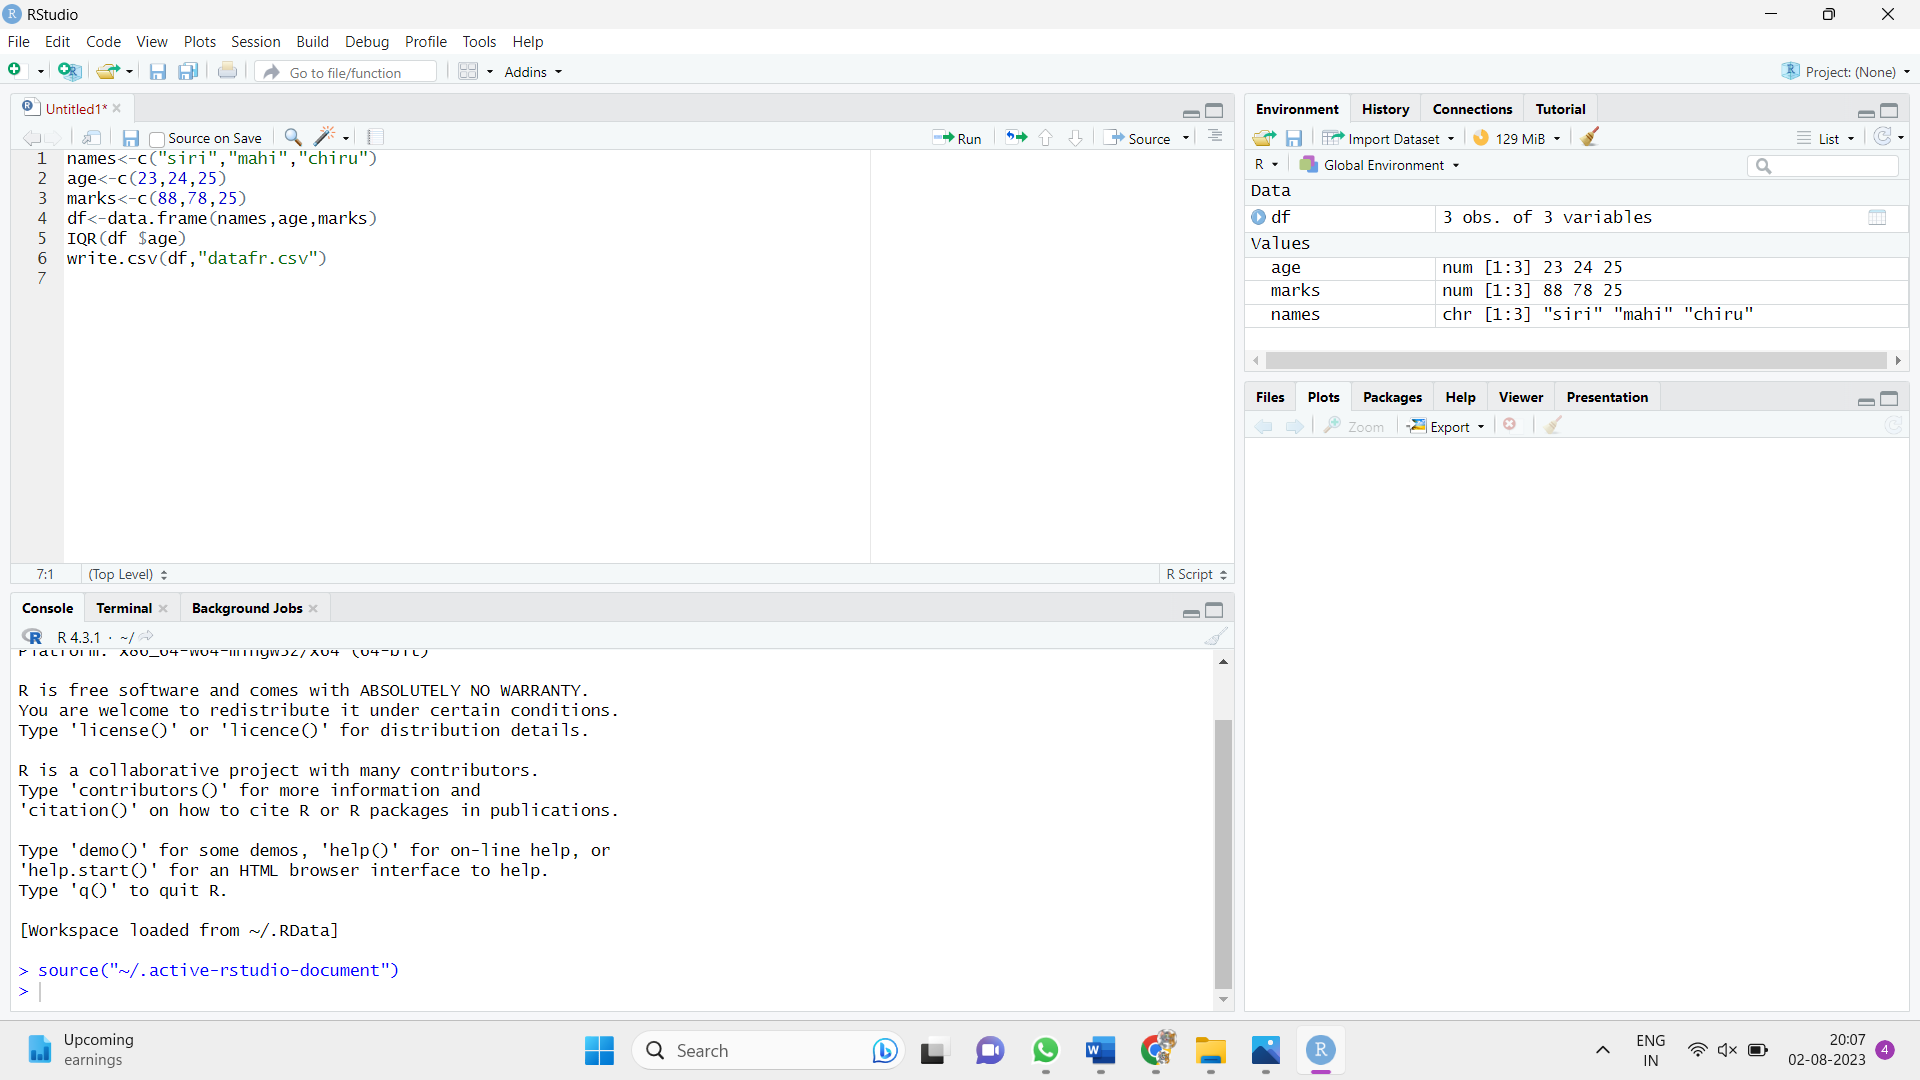 RStudio
File Edit Code View Plots Session Build Debug Profile Tools Help
Go to file/function Addins Project: (None)
Untitled1*
Source on Save Run Source
1 names<-c("siri","mahi","chiru")
2 age<-c(23,24,25)
3 marks<-c(88,78,25)
4 df<-data.frame(names,age,marks)
5 IQR(df $age)
6 write.csv(df,"datafr.csv")
7
7:1 (Top Level) R Script
Console Terminal Background Jobs
R 4.3.1 · ~/
Platform: x86_64-w64-mingw32/x64 (64-bit)
R is free software and comes with ABSOLUTELY NO WARRANTY.
You are welcome to redistribute it under certain conditions.
Type 'license()' or 'licence()' for distribution details.
R is a collaborative project with many contributors.
Type 'contributors()' for more information and
'citation()' on how to cite R or R packages in publications.
Type 'demo()' for some demos, 'help()' for on-line help, or
'help.start()' for an HTML browser interface to help.
Type 'q()' to quit R.
[Workspace loaded from ~/.RData]
> source("~/.active-rstudio-document")
>
Environment History Connections Tutorial
Import Dataset 129 MiB List
R Global Environment
Data
df 3 obs. of 3 variables
Values
age num [1:3] 23 24 25
marks num [1:3] 88 78 25
names chr [1:3] "siri" "mahi" "chiru"
Files Plots Packages Help Viewer Presentation
Zoom Export
Upcoming
earnings
Search
ENG
IN
20:07
02-08-2023
4